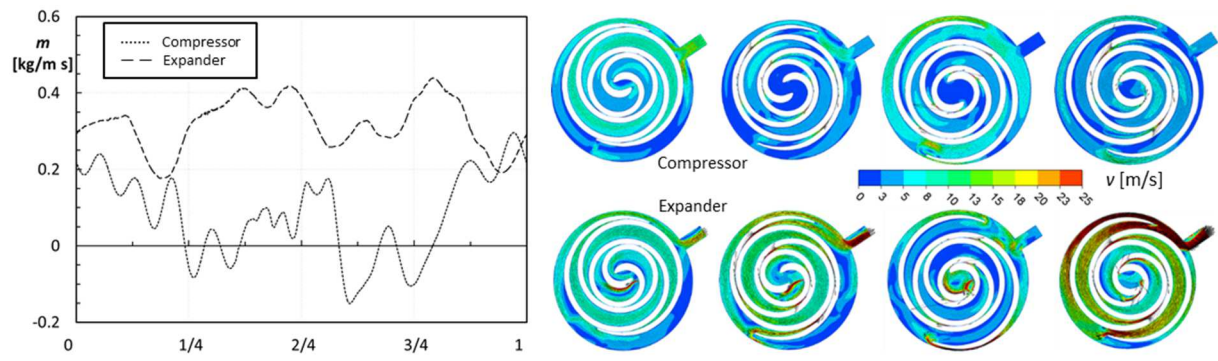 0.6
m
[kg/m s]
0.4
0.2
0
-0.2
Compressor
Expander
0
1/4
2/4
3/4
1
Compressor
Expander
0 3 5 8 10 13 15 18 20 23 25
v [m/s]